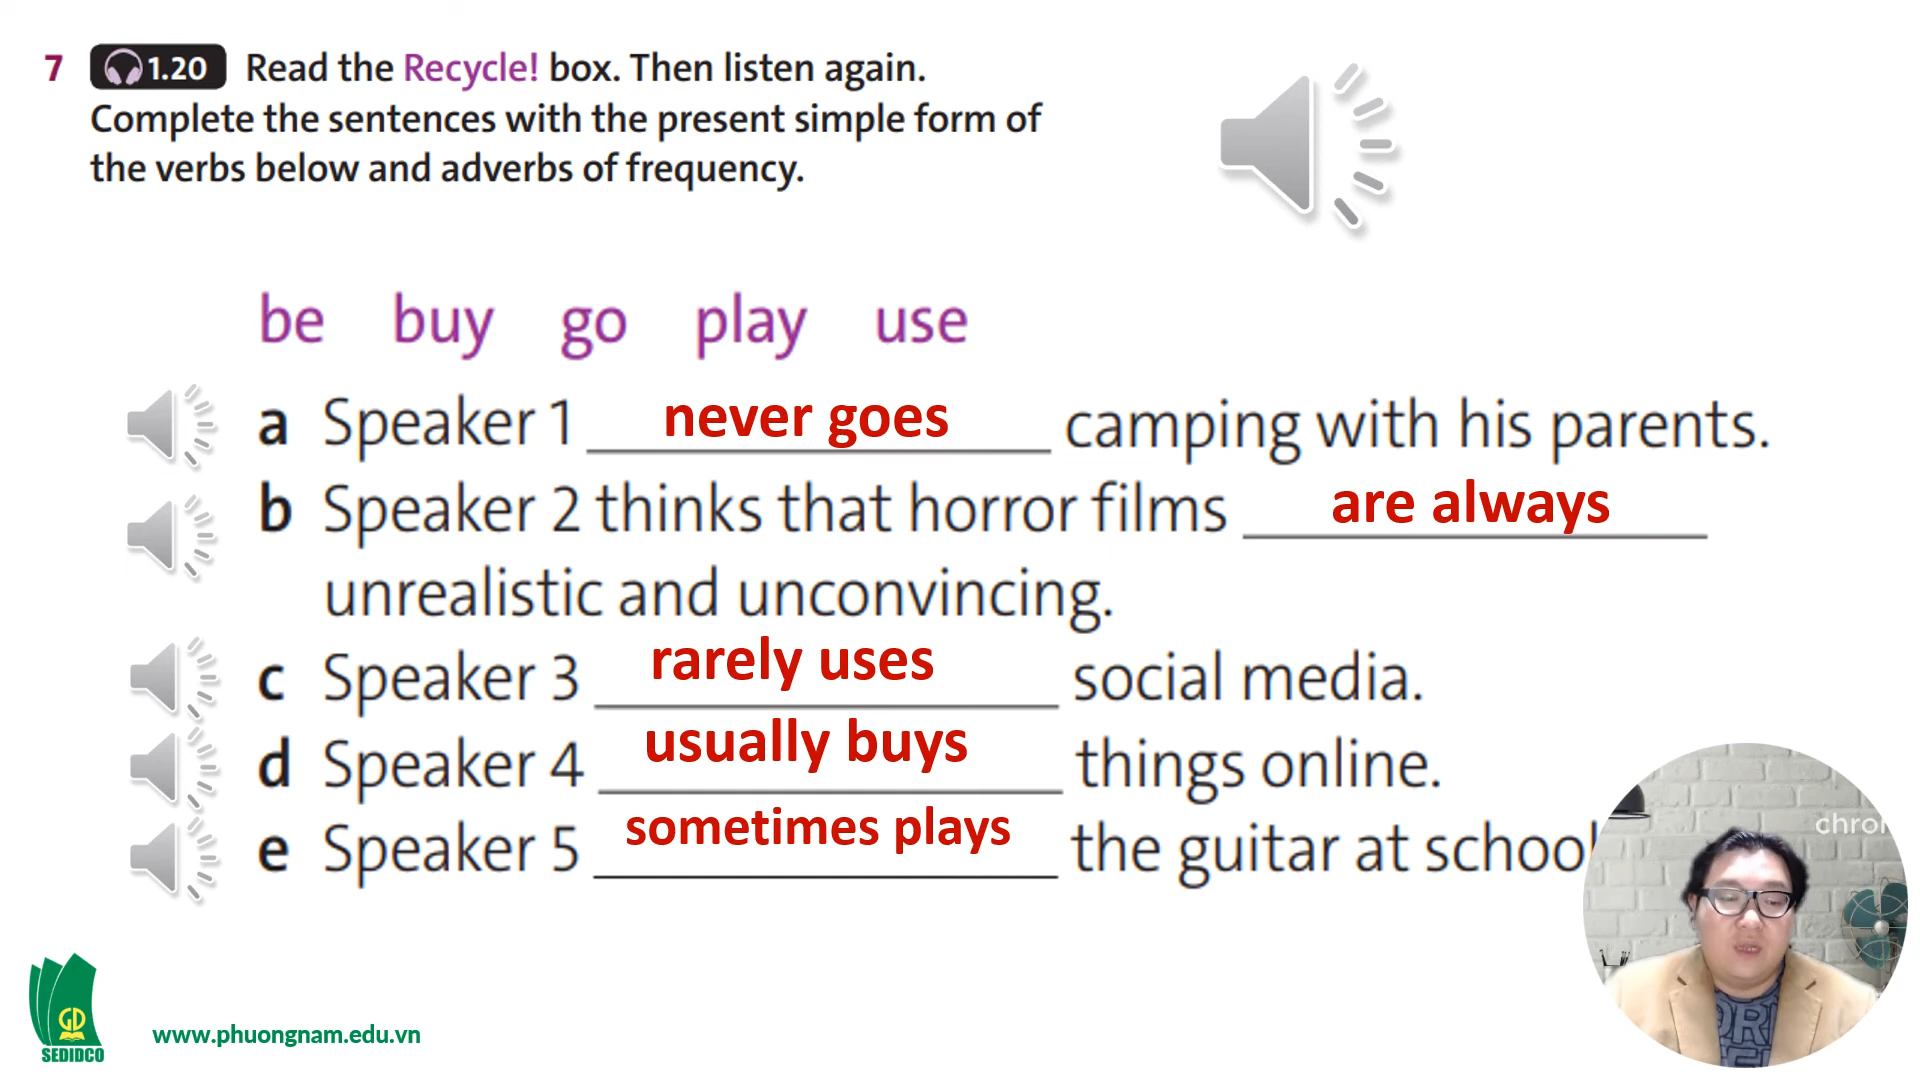 7 1.20 Read the Recycle! box. Then listen again.
Complete the sentences with the present simple form of
the verbs below and adverbs of frequency.
be buy go play use
a Speaker 1 never goes camping with his parents.
b Speaker 2 thinks that horror films are always
unrealistic and unconvincing.
c Speaker 3 rarely uses social media.
d Speaker 4 usually buys things online.
e Speaker 5 sometimes plays the guitar at school
chro
GD
SEDIDCO
www.phuongnam.edu.vn